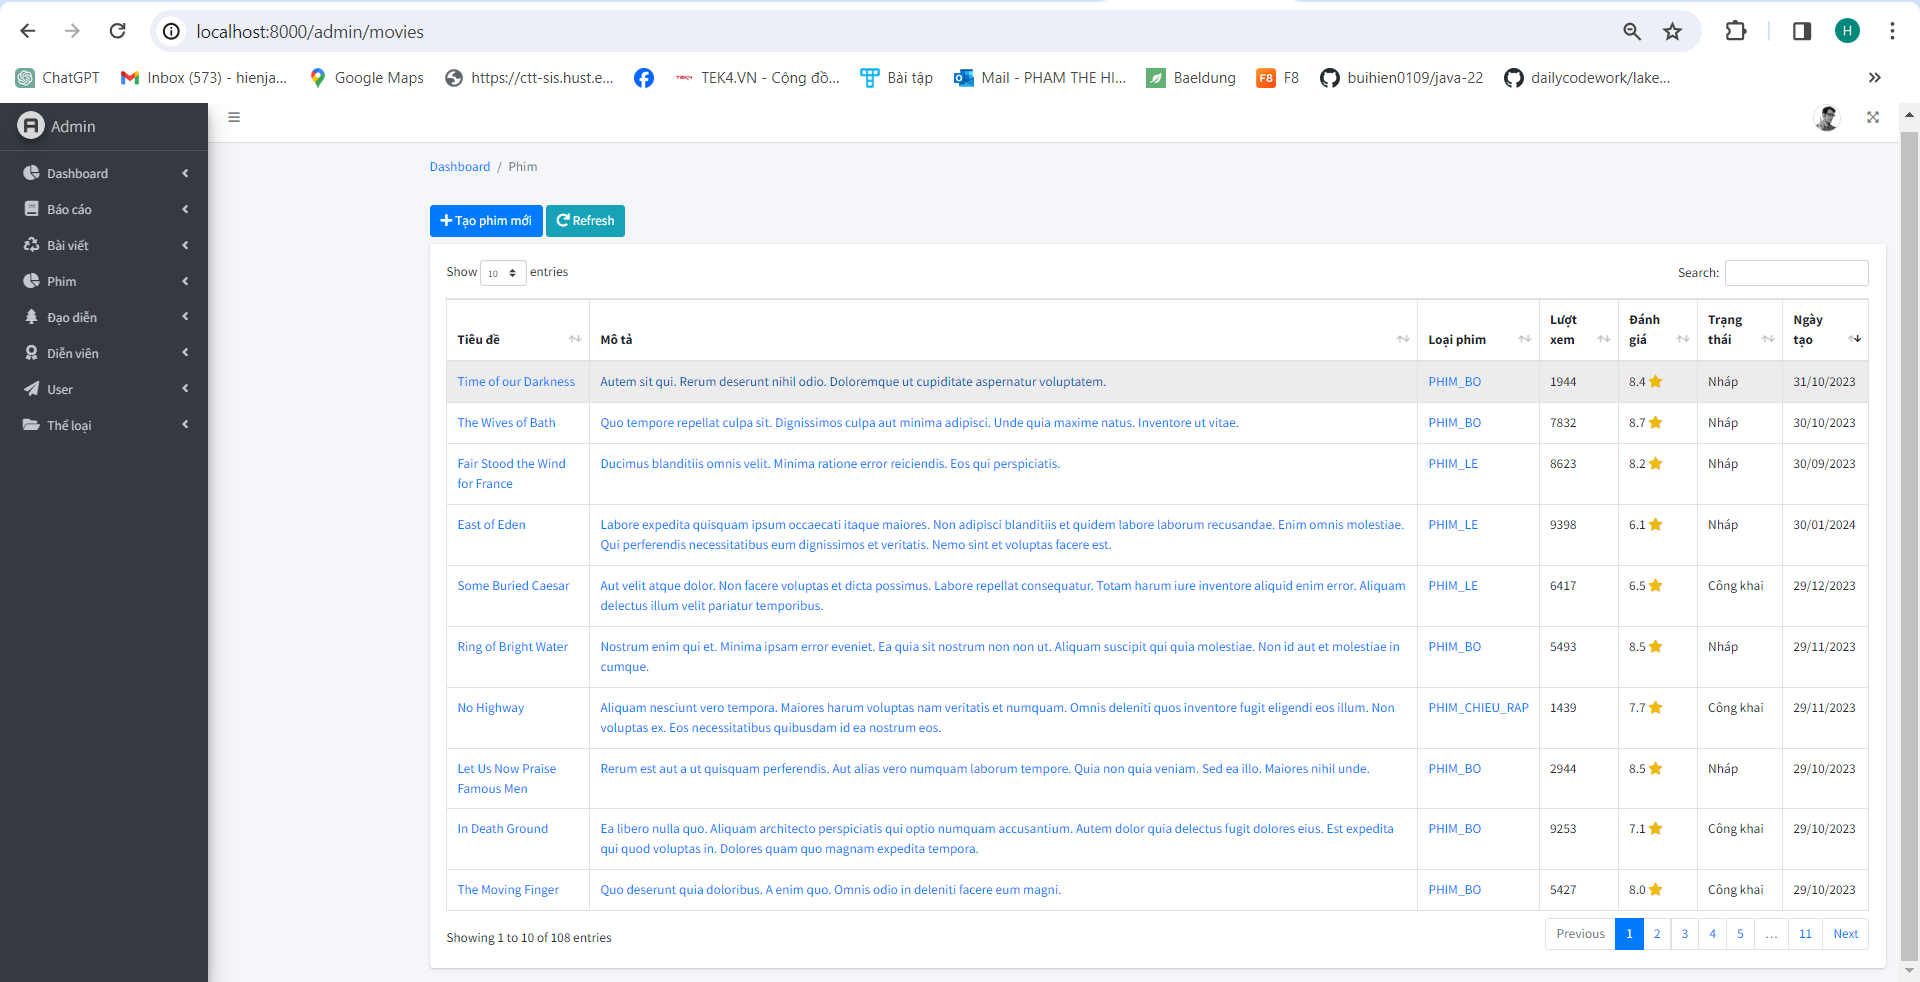 localhost:8000/admin/movies
H
ChatGPT
Inbox (573) - hienja...
Google Maps
https://ctt-sis.hust.e...
TEK4.VN - Cộng đồ...
Bài tập
Mail - PHAM THE HI...
Baeldung
F8
F8
buihien0109/java-22
dailycodework/lake...
Admin
Dashboard
Báo cáo
Bài viết
Phim
Đạo diễn
Diễn viên
User
Thể loại
Dashboard / Phim
Tạo phim mới
Refresh
Show 10 entries
Search:
Tiêu đề
Mô tả
Loại phim
Lượt xem
Đánh giá
Trạng thái
Ngày tạo
Time of our Darkness
Autem sit qui. Rerum deserunt nihil odio. Doloremque ut cupiditate aspernatur voluptatem.
PHIM_BO
1944
8.4
Nháp
31/10/2023
The Wives of Bath
Quo tempore repellat culpa sit. Dignissimos culpa aut minima adipisci. Unde quia maxime natus. Inventore ut vitae.
PHIM_BO
7832
8.7
Nháp
30/10/2023
Fair Stood the Wind
for France
Ducimus blanditiis omnis velit. Minima ratione error reiciendis. Eos qui perspiciatis.
PHIM_LE
8623
8.2
Nháp
30/09/2023
East of Eden
Labore expedita quisquam ipsum occaecati itaque maiores. Non adipisci blanditiis et quidem labore laborum recusandae. Enim omnis molestiae.
Qui perferendis necessitatibus eum dignissimos et veritatis. Nemo sint et voluptas facere est.
PHIM_LE
9398
6.1
Nháp
30/01/2024
Some Buried Caesar
Aut velit atque dolor. Non facere voluptas et dicta possimus. Labore repellat consequatur. Totam harum iure inventore aliquid enim error. Aliquam
delectus illum velit pariatur temporibus.
PHIM_LE
6417
6.5
Công khai
29/12/2023
Ring of Bright Water
Nostrum enim qui et. Minima ipsam error eveniet. Ea quia sit nostrum non non ut. Aliquam suscipit qui quia molestiae. Non id aut et molestiae in
cumque.
PHIM_BO
5493
8.5
Nháp
29/11/2023
No Highway
Aliquam nesciunt vero tempora. Maiores harum voluptas nam veritatis et numquam. Omnis deleniti quos inventore fugit eligendi eos illum. Non
voluptas ex. Eos necessitatibus quibusdam id ea nostrum eos.
PHIM_CHIEU_RAP
1439
7.7
Công khai
29/11/2023
Let Us Now Praise
Famous Men
Rerum est aut a ut quisquam perferendis. Aut alias vero numquam laborum tempore. Quia non quia veniam. Sed ea illo. Maiores nihil unde.
PHIM_BO
2944
8.5
Nháp
29/10/2023
In Death Ground
Ea libero nulla quo. Aliquam architecto perspiciatis qui optio numquam accusantium. Autem dolor quia delectus fugit dolores eius. Est expedita
qui quod voluptas in. Dolores quam quo magnam expedita tempora.
PHIM_BO
9253
7.1
Công khai
29/10/2023
The Moving Finger
Quo deserunt quia doloribus. A enim quo. Omnis odio in deleniti facere eum magni.
PHIM_BO
5427
8.0
Công khai
29/10/2023
Showing 1 to 10 of 108 entries
Previous 1 2 3 4 5 … 11 Next